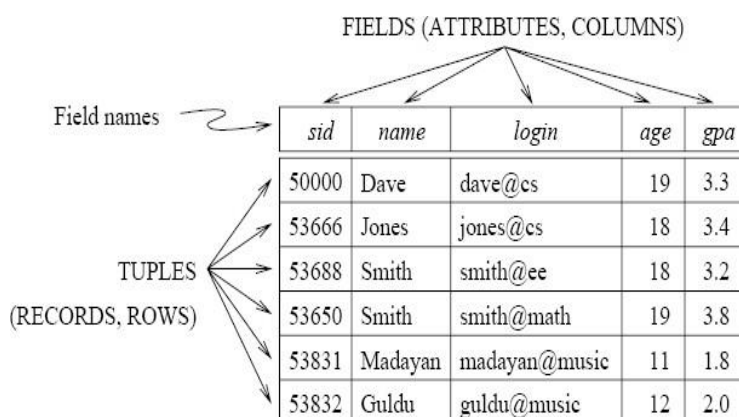 FIELDS (ATTRIBUTES, COLUMNS)
Field names
sid name login age gpa
50000 Dave dave@cs 19 3.3
53666 Jones jones@cs 18 3.4
TUPLES 53688 Smith smith@ee 18 3.2
(RECORDS, ROWS) 53650 Smith smith@math 19 3.8
53831 Madayan madayan@music 11 1.8
53832 Guldu guldu@music 12 2.0